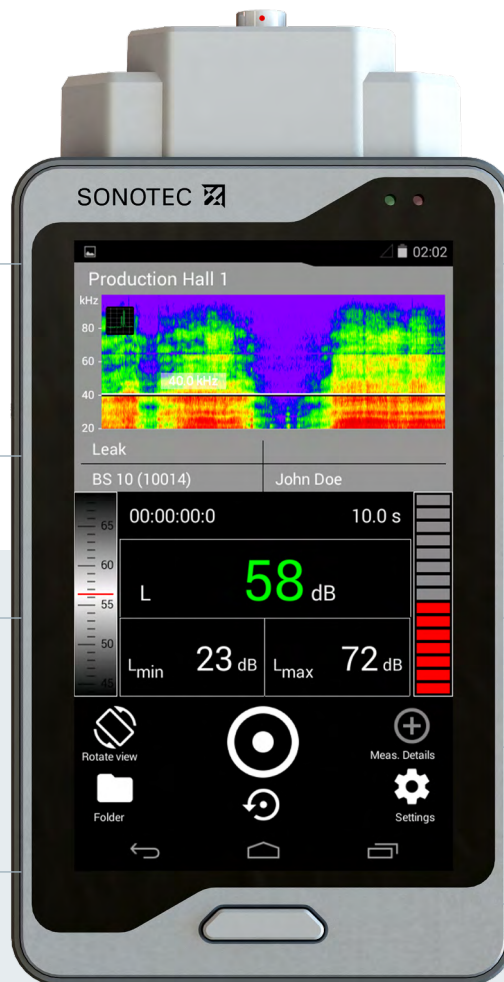 SONOTEC
02:02
Production Hall 1
kHz
80
60
40.0 kHz
40
20
Leak
BS 10 (10014) John Doe
00:00:00:0 10.0 s
65
60
55
50
45
L 58 dB
Lmin 23 dB Lmax 72 dB
Rotate view Meas. Details
Folder Settings